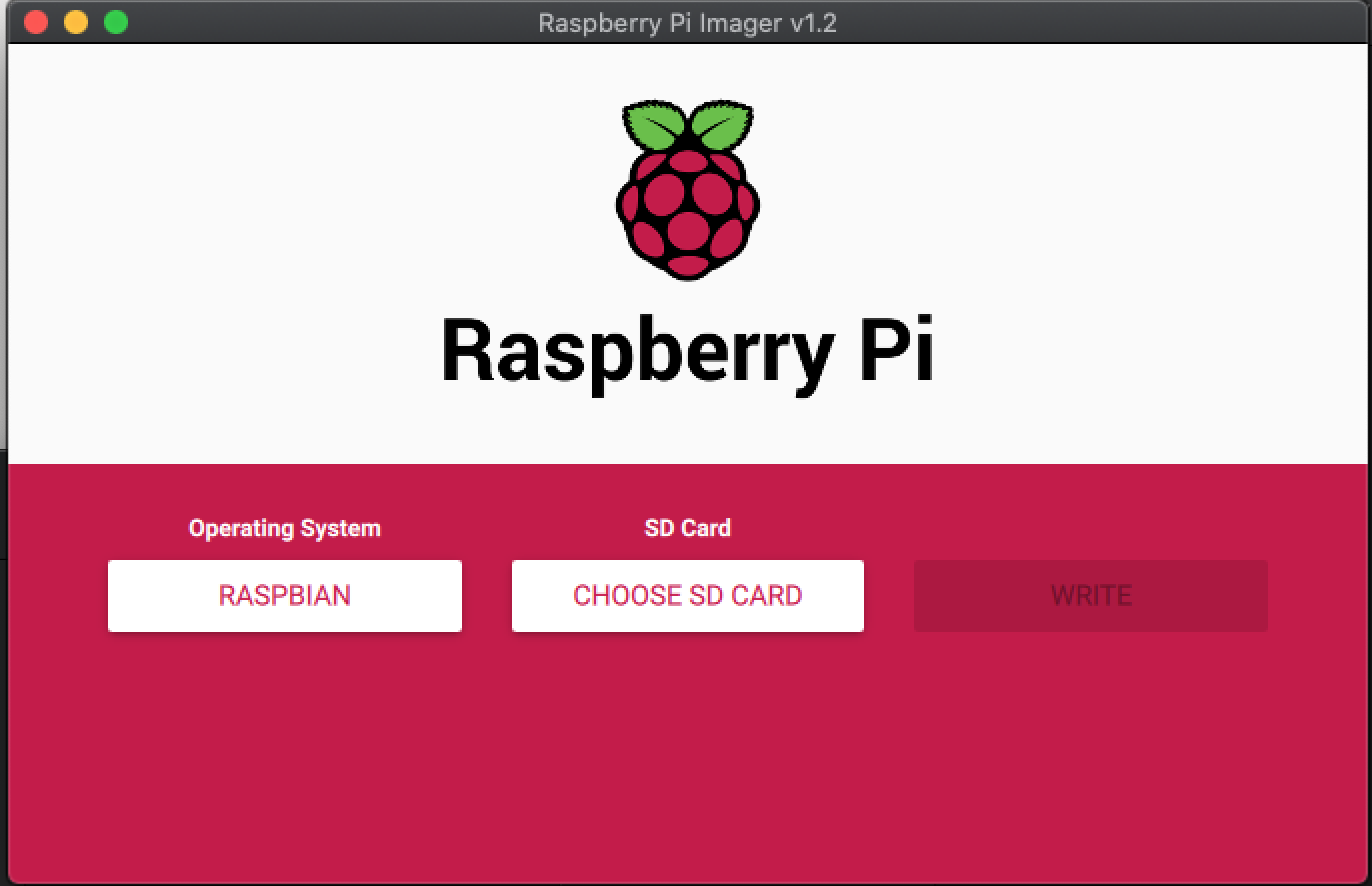 Raspberry Pi Imager v1.2
Raspberry Pi
Operating System
SD Card
RASPBIAN
CHOOSE SD CARD
WRITE